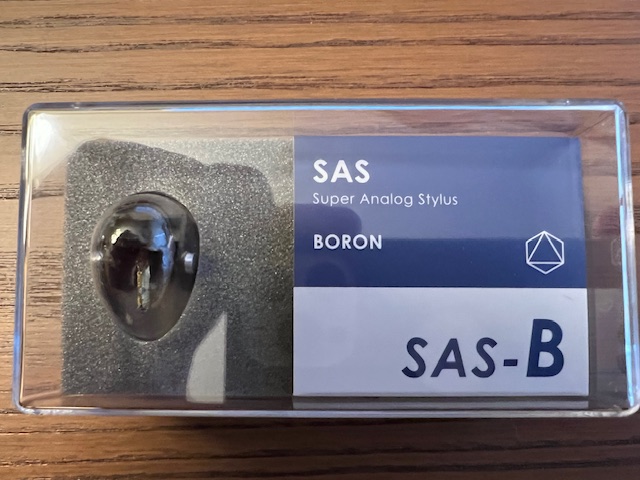 SAS
Super Analog Stylus
BORON
SAS-B